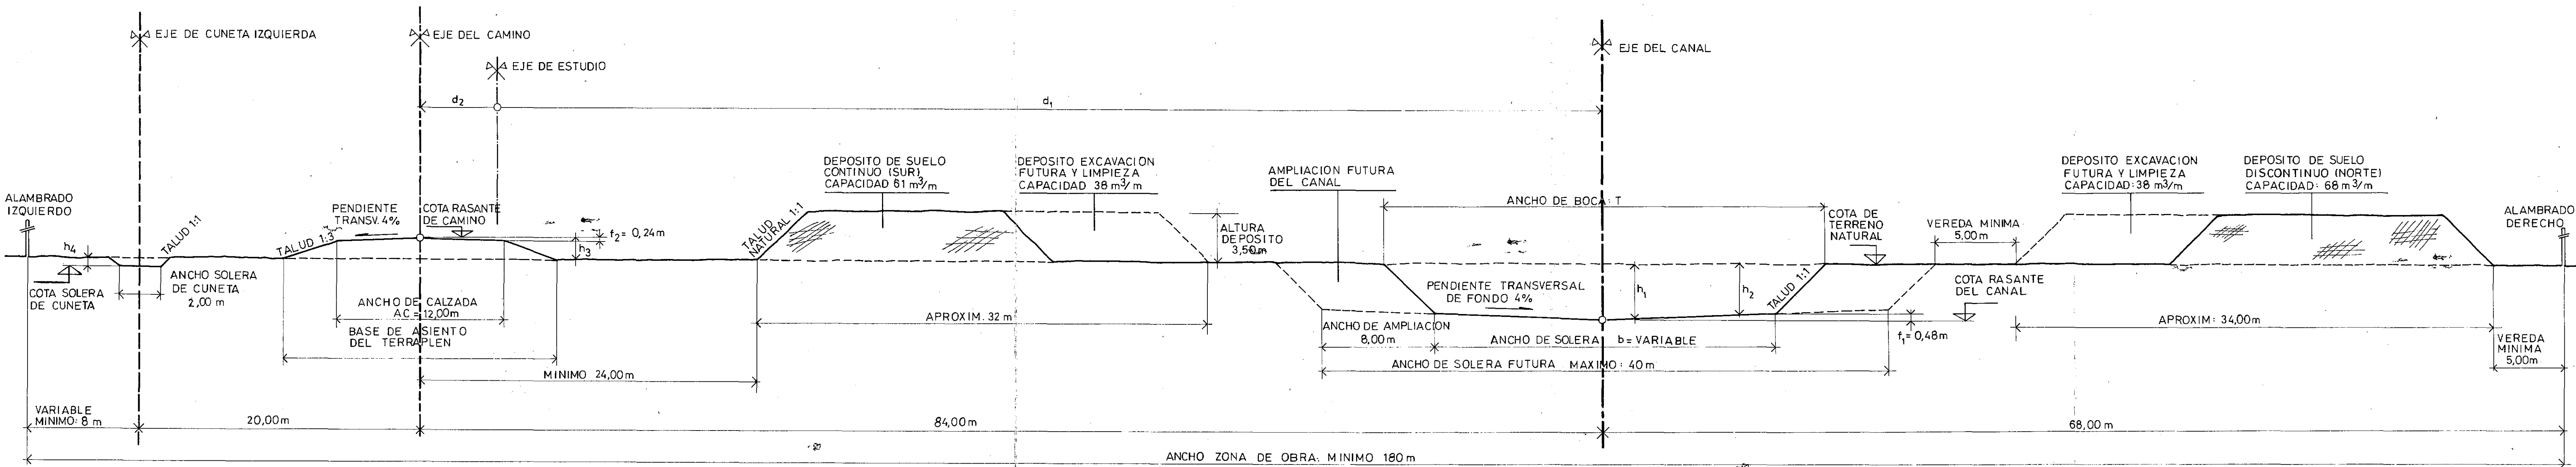 EJE DE CUNETA IZQUIERDA
EJE DEL CAMINO
EJE DE ESTUDIO
EJE DEL CANAL
d₂
d₁
ALAMBRADO
IZQUIERDO
h₄
COTA SOLERA
DE CUNETA
TALUD 1:1
ANCHO SOLERA
DE CUNETA
2,00 m
TALUD 1:3
PENDIENTE
TRANSV. 4%
COTA RASANTE
DE CAMINO
f₂= 0,24m
h₃
ANCHO DE CALZADA
AC = 12,00m
BASE DE ASIENTO
DEL TERRAPLEN
MINIMO 24,00m
TALUD
NATURAL 1:1
DEPOSITO DE SUELO
CONTINUO (SUR)
CAPACIDAD 61 m³/m
DEPOSITO EXCAVACION
FUTURA Y LIMPIEZA
CAPACIDAD 38 m³/m
ALTURA
DEPOSITO
3,50m
APROXIM. 32 m
AMPLIACION FUTURA
DEL CANAL
ANCHO DE BOCA: T
PENDIENTE TRANSVERSAL
DE FONDO 4%
h₁
h₂
TALUD 1:1
ANCHO DE AMPLIACION
8,00m
ANCHO DE SOLERA b = VARIABLE
ANCHO DE SOLERA FUTURA MAXIMO: 40 m
f₁= 0,48m
COTA DE
TERRENO
NATURAL
VEREDA MINIMA
5,00m
COTA RASANTE
DEL CANAL
DEPOSITO EXCAVACION
FUTURA Y LIMPIEZA
CAPACIDAD: 38 m³/m
DEPOSITO DE SUELO
DISCONTINUO (NORTE)
CAPACIDAD: 68 m³/m
ALAMBRADO
DERECHO
APROXIM: 34,00m
VEREDA
MINIMA
5,00m
VARIABLE
MINIMO: 8 m
20,00m
84,00m
68,00 m
ANCHO ZONA DE OBRA: MINIMO 180 m